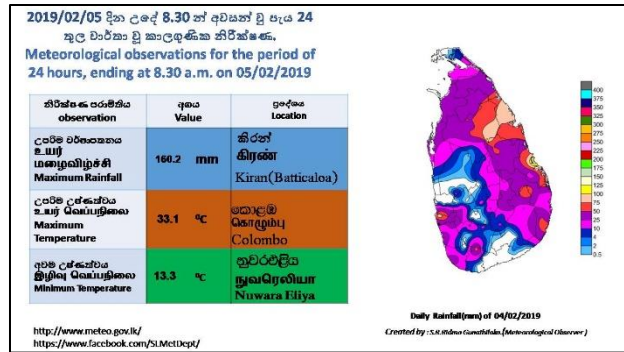 2019/02/05 දින උදේ 8.30 න් අවසන් වූ පැය 24
තුල වාර්තා වූ කාලගුණික නිරීක්ෂණ.
Meteorological observations for the period of
24 hours, ending at 8.30 a.m. on 05/02/2019
නිරීක්ෂණ පරාමිතිය
observation
අගය
Value
ප්‍රදේශය
Location
උපරිම වර්ෂාපතනය
உயர்
மழைவீழ்ச்சி
Maximum Rainfall
160.2 mm
කිරන්
கிரண்
Kiran(Batticaloa)
උපරිම උෂ්ණත්වය
உயர் வெப்பநிலை
Maximum
Temperature
33.1 ⁰C
කොළඹ
கொழும்பு
Colombo
අවම උෂ්ණත්වය
இழிவு வெப்பநிலை
Minimum Temperature
13.3 ⁰C
නුවරඑළිය
நுவரெலியா
Nuwara Eliya
http://www.meteo.gov.lk/
https://www.facebook.com/SLMetDept/
400
375
350
325
300
275
250
225
200
175
150
125
100
75
50
25
10
4
2
0.5
Daily Rainfall(mm) of 04/02/2019
Created by : (Meteorological Observer )